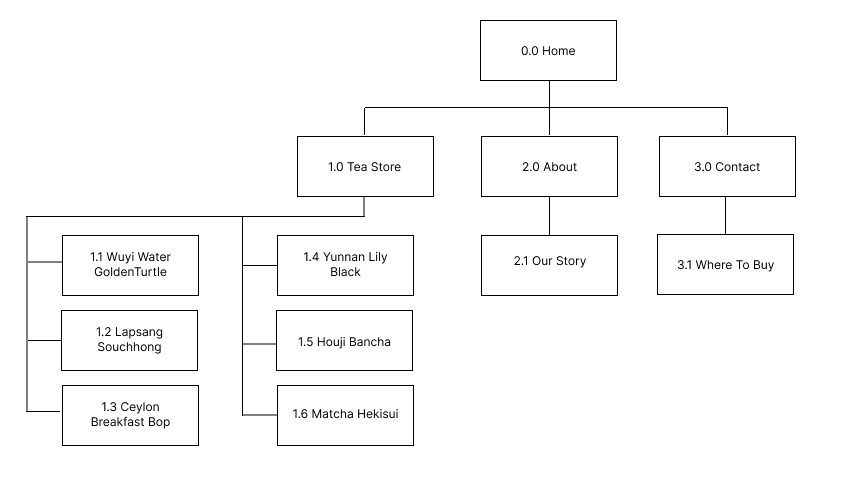 0.0 Home
1.0 Tea Store
2.0 About
3.0 Contact
1.1 Wuyi Water
GoldenTurtle
1.2 Lapsang
Souchhong
1.3 Ceylon
Breakfast Bop
1.4 Yunnan Lily
Black
1.5 Houji Bancha
1.6 Matcha Hekisui
2.1 Our Story
3.1 Where To Buy